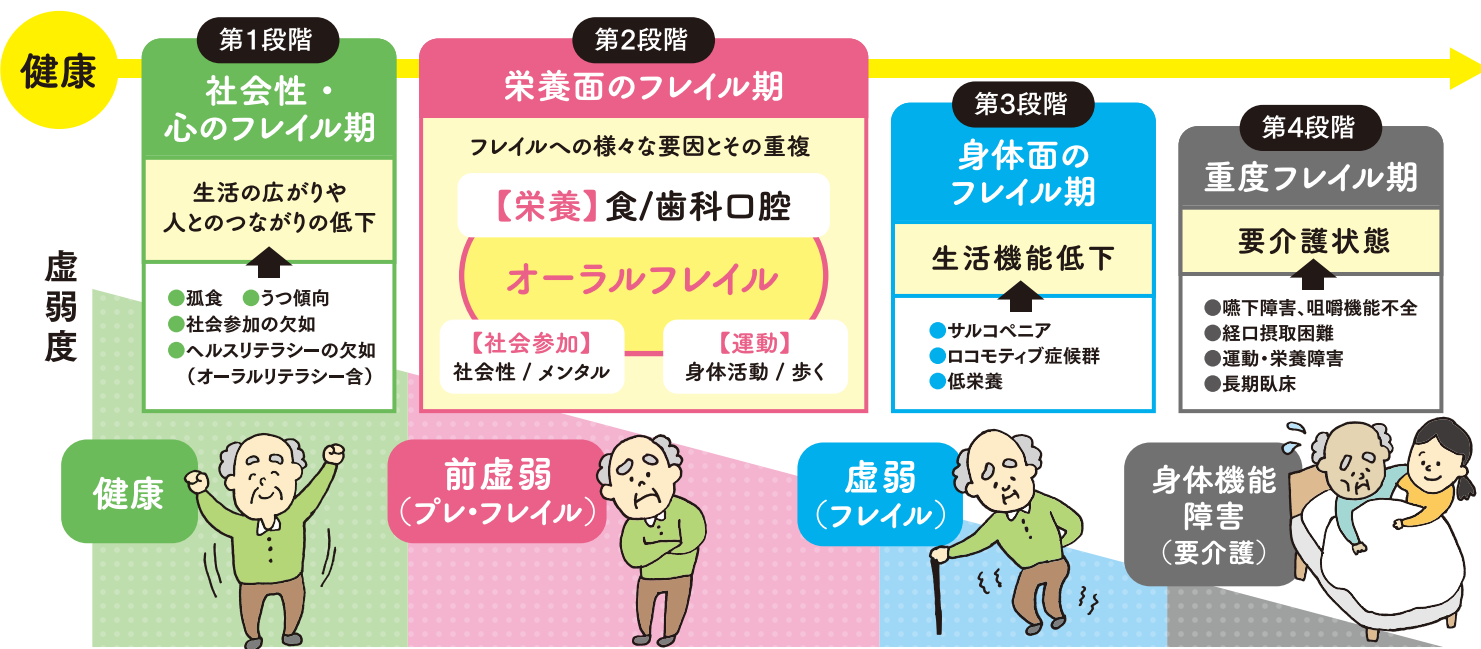 健康
虚弱度
第1段階
社会性・
心のフレイル期
生活の広がりや
人とのつながりの低下
●孤食 ●うつ傾向
●社会参加の欠如
●ヘルスリテラシーの欠如
（オーラルリテラシー含）
第2段階
栄養面のフレイル期
フレイルへの様々な要因とその重複
【栄養】食/歯科口腔
オーラルフレイル
【社会参加】
社会性 / メンタル
【運動】
身体活動 / 歩く
第3段階
身体面の
フレイル期
生活機能低下
●サルコペニア
●ロコモティブ症候群
●低栄養
第4段階
重度フレイル期
要介護状態
●嚥下障害、咀嚼機能不全
●経口摂取困難
●運動・栄養障害
●長期臥床
健康
前虚弱
（プレ・フレイル）
虚弱
（フレイル）
身体機能
障害
（要介護）